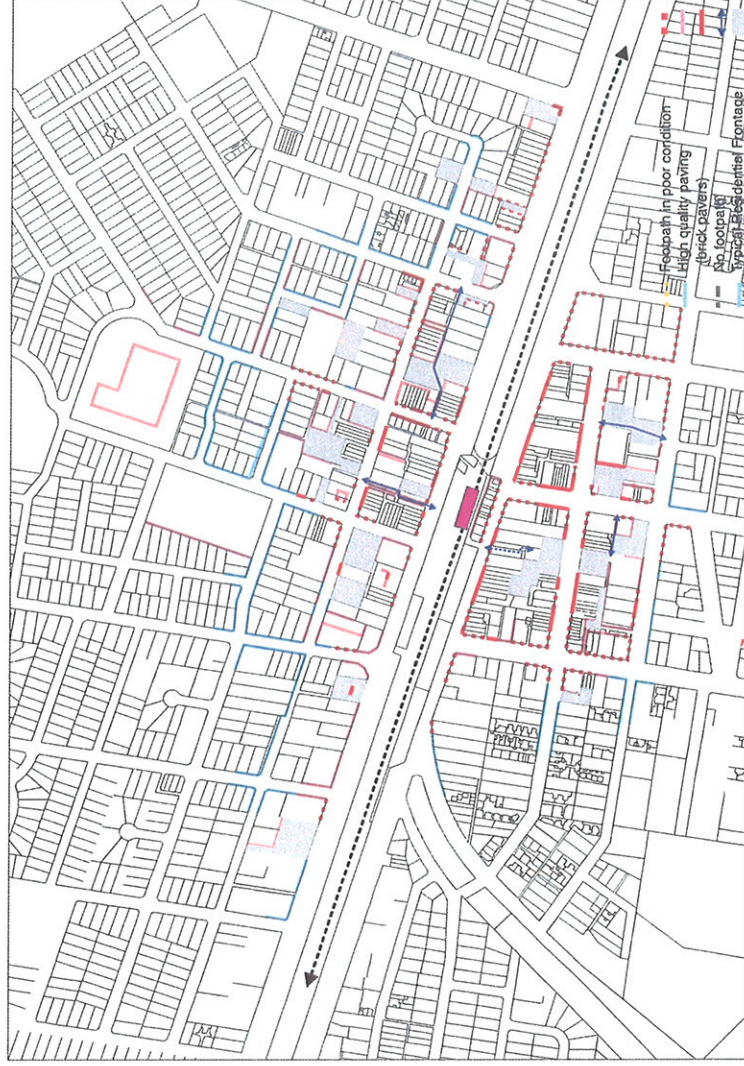 Footpath in poor condition
High quality paving
(brick pavers)
No footpath
Typical Residential Frontage